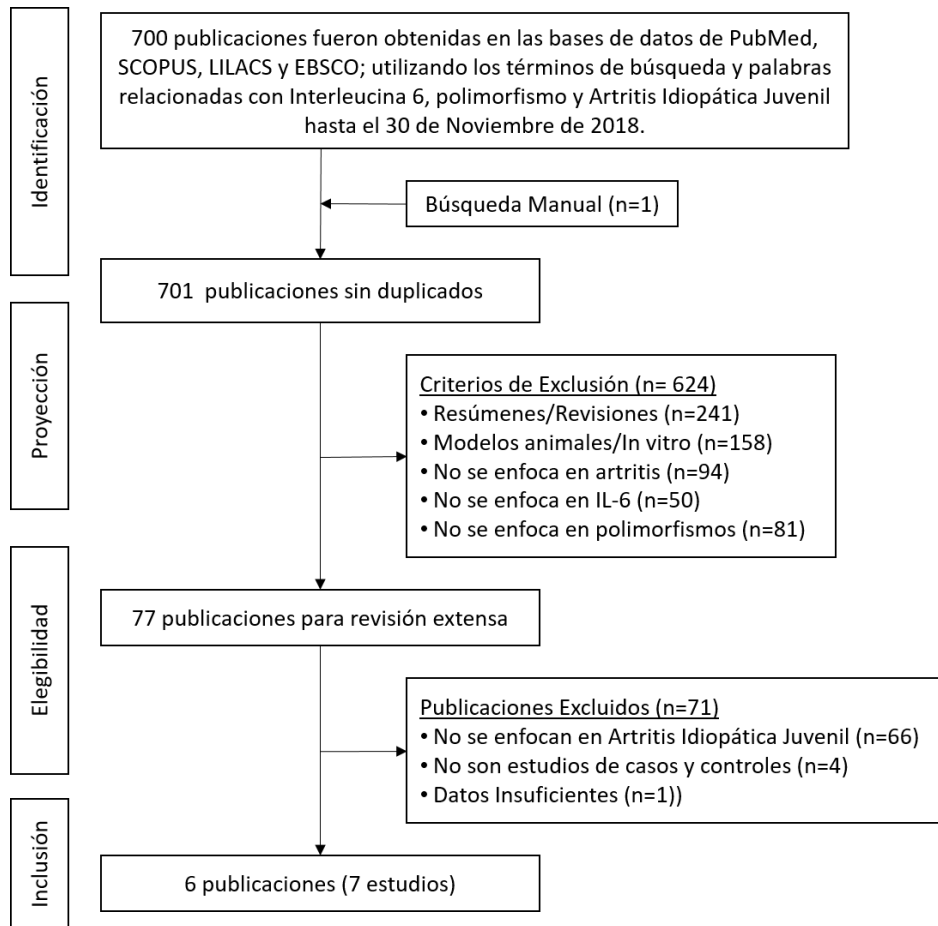 Identificación
700 publicaciones fueron obtenidas en las bases de datos de PubMed,
SCOPUS, LILACS y EBSCO; utilizando los términos de búsqueda y palabras
relacionadas con Interleucina 6, polimorfismo y Artritis Idiopática Juvenil
hasta el 30 de Noviembre de 2018.
Búsqueda Manual (n=1)
701 publicaciones sin duplicados
Proyección
Criterios de Exclusión (n= 624)
• Resúmenes/Revisiones (n=241)
• Modelos animales/In vitro (n=158)
• No se enfoca en artritis (n=94)
• No se enfoca en IL-6 (n=50)
• No se enfoca en polimorfismos (n=81)
Elegibilidad
77 publicaciones para revisión extensa
Publicaciones Excluidos (n=71)
• No se enfocan en Artritis Idiopática Juvenil (n=66)
• No son estudios de casos y controles (n=4)
• Datos Insuficientes (n=1))
Inclusión
6 publicaciones (7 estudios)